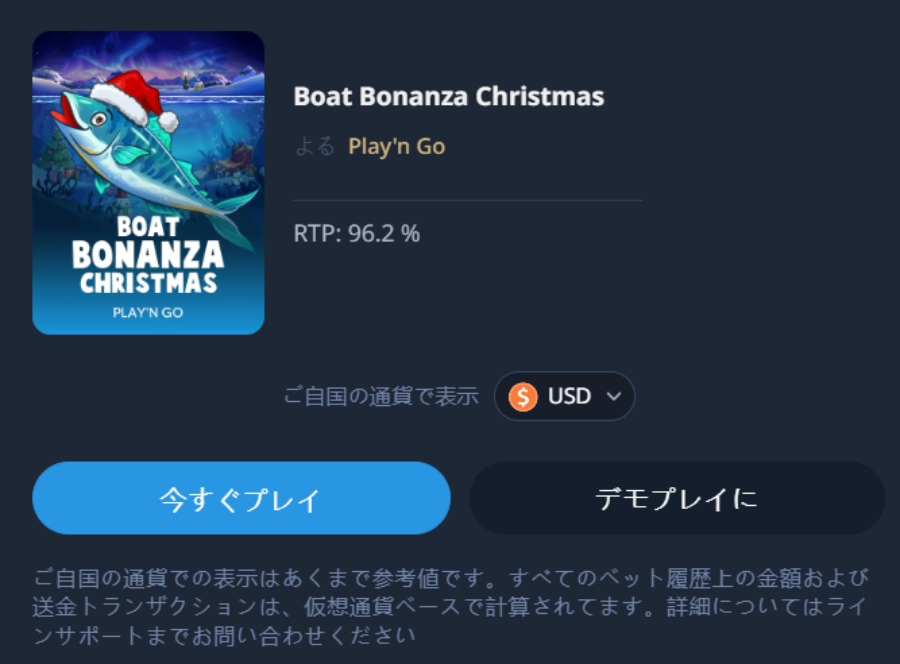 Boat Bonanza Christmas
よる Play'n Go
RTP: 96.2 %
BOAT
BONANZA
CHRISTMAS
PLAY'N GO
ご自国の通貨で表示 $ USD
今すぐプレイ
デモプレイに
ご自国の通貨での表示はあくまで参考値です。すべてのベット履歴上の金額および
送金トランザクションは、仮想通貨ベースで計算されてます。詳細についてはライ
ンサポートまでお問い合わせください